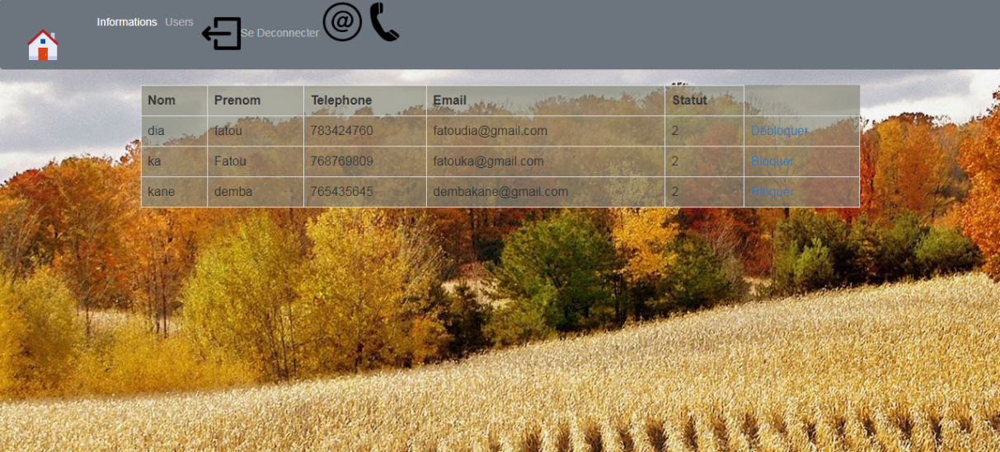 Informations Users
Se Deconnecter
Nom Prenom Telephone Email Statut
dia fatou 783424760 fatoudia@gmail.com 2 Débloquer
ka Fatou 768769809 fatouka@gmail.com 2 Bloquer
kane demba 765435645 dembakane@gmail.com 2 Bloquer